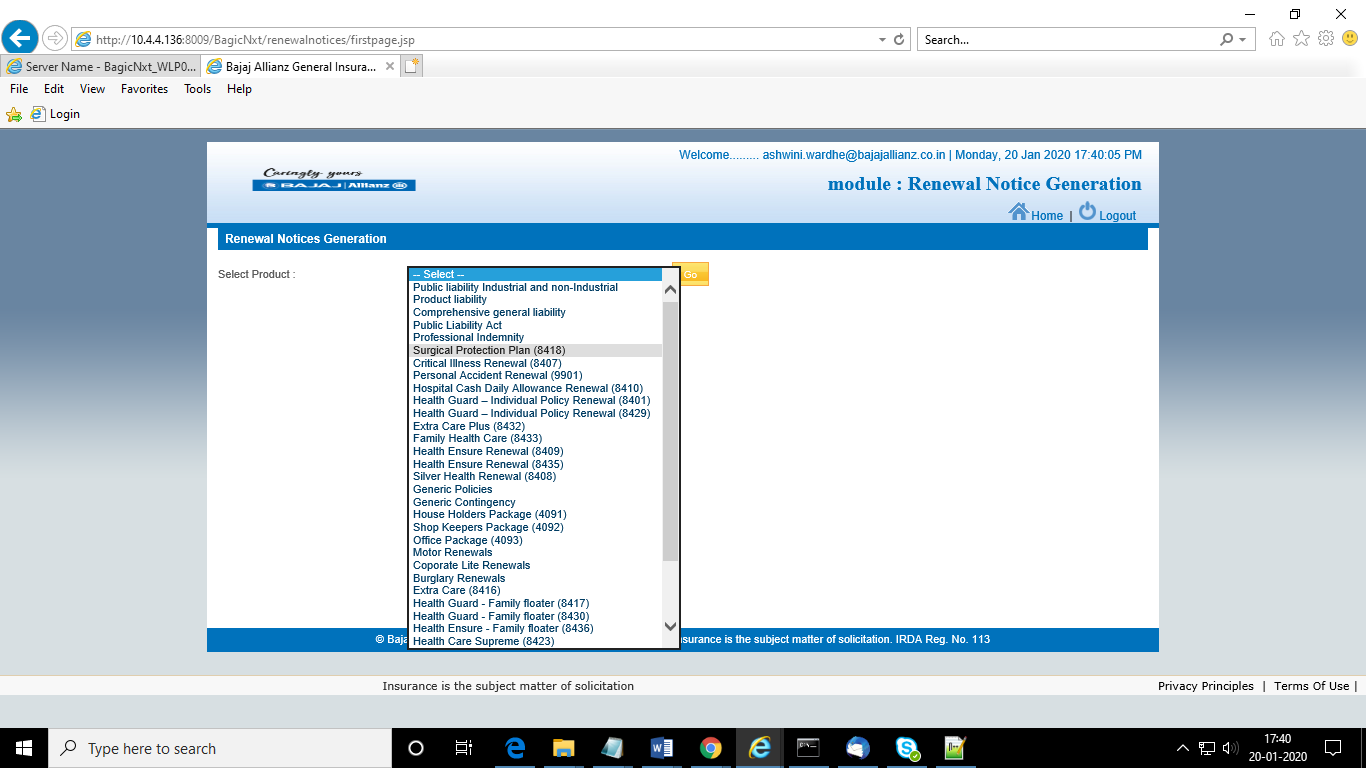 http://10.4.4.136:8009/BagicNxt/renewalnotices/firstpage.jsp
Search...
Server Name - BagicNxt_WLP0...
Bajaj Allianz General Insura...
File Edit View Favorites Tools Help
Login
Welcome......... ashwini.wardhe@bajajallianz.co.in | Monday, 20 Jan 2020 17:40:05 PM
Caringly yours
BAJAJ | Allianz
module : Renewal Notice Generation
Home | Logout
Renewal Notices Generation
Select Product :
-- Select --
Go
Public liability Industrial and non-Industrial
Product liability
Comprehensive general liability
Public Liability Act
Professional Indemnity
Surgical Protection Plan (8418)
Critical Illness Renewal (8407)
Personal Accident Renewal (9901)
Hospital Cash Daily Allowance Renewal (8410)
Health Guard – Individual Policy Renewal (8401)
Health Guard – Individual Policy Renewal (8429)
Extra Care Plus (8432)
Family Health Care (8433)
Health Ensure Renewal (8409)
Health Ensure Renewal (8435)
Silver Health Renewal (8408)
Generic Policies
Generic Contingency
House Holders Package (4091)
Shop Keepers Package (4092)
Office Package (4093)
Motor Renewals
Coporate Lite Renewals
Burglary Renewals
Extra Care (8416)
Health Guard - Family floater (8417)
Health Guard - Family floater (8430)
Health Ensure - Family floater (8436)
Health Care Supreme (8423)
© Baja surance is the subject matter of solicitation. IRDA Reg. No. 113
Insurance is the subject matter of solicitation
Privacy Principles | Terms Of Use |
Type here to search
17:40
20-01-2020